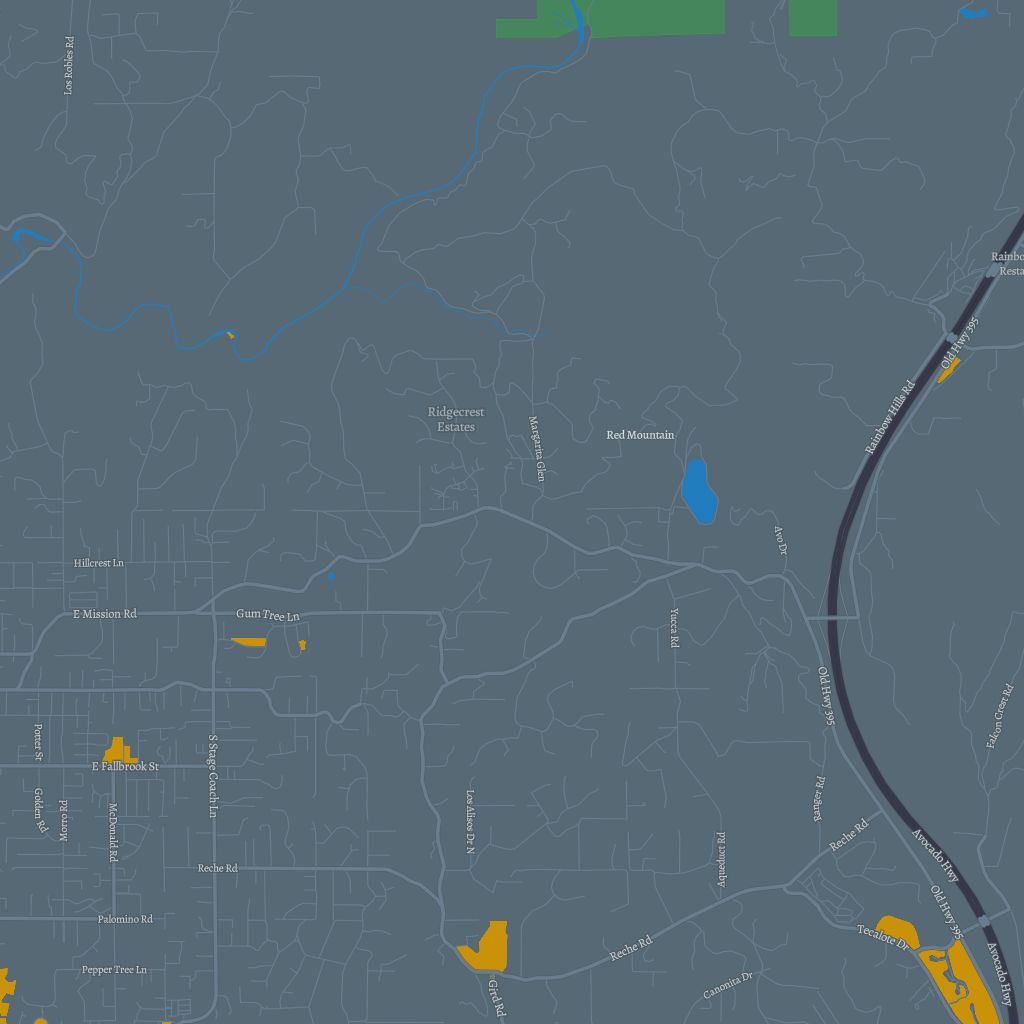 Los Robles Rd
Rainbo
Resta
Old Hwy 395
Rainbow Hills Rd
Ridgecrest
Estates
Margarita Glen
Red Mountain
Avo Dr
Hillcrest Ln
E Mission Rd
Gum Tree Ln
Yucca Rd
Old Hwy 395
Falcon Crest Rd
Potter St
S Stage Coach Ln
E Fallbrook St
Golden Rd
Morro Rd
McDonald Rd
Los Alisos Dr N
Ranger Rd
Reche Rd
Aqueduct Rd
Avocado Hwy
Reche Rd
Old Hwy 395
Palomino Rd
Tecalote Dr
Reche Rd
Pepper Tree Ln
Avocado Hwy
Canonita Dr
Gird Rd